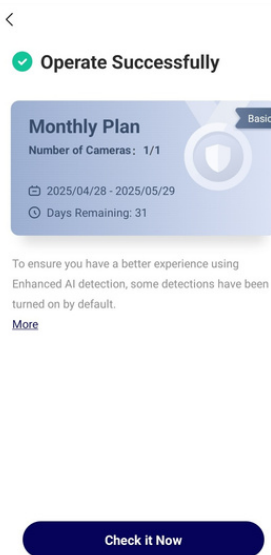 Operate Successfully
Basic
Monthly Plan
Number of Cameras: 1/1
2025/04/28 - 2025/05/29
Days Remaining: 31
To ensure you have a better experience using
Enhanced AI detection, some detections have been
turned on by default.
More
Check it Now